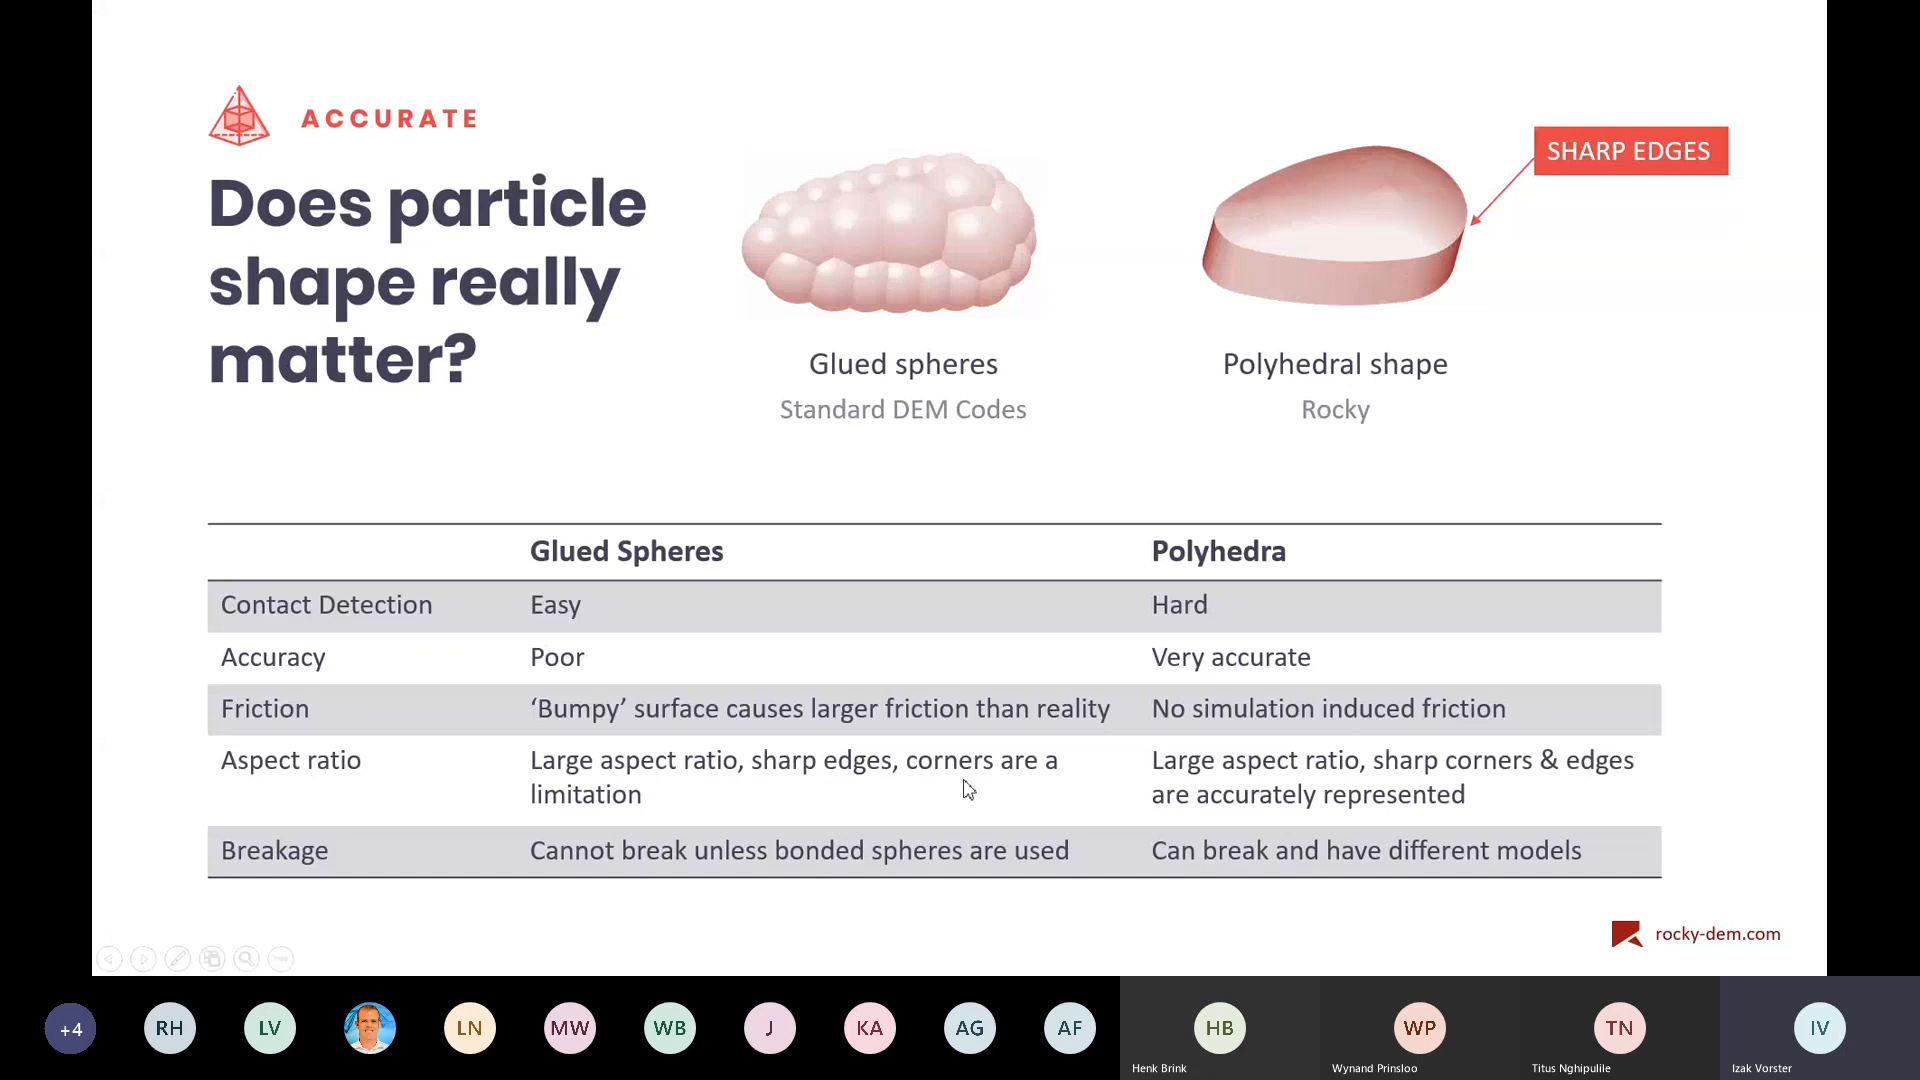 ACCURATE
Does particle
shape really
matter?
SHARP EDGES
Glued spheres
Standard DEM Codes
Polyhedral shape
Rocky
Glued Spheres Polyhedra
Contact Detection Easy Hard
Accuracy Poor Very accurate
Friction ‘Bumpy’ surface causes larger friction than reality No simulation induced friction
Aspect ratio Large aspect ratio, sharp edges, corners are a Large aspect ratio, sharp corners & edges
limitation are accurately represented
Breakage Cannot break unless bonded spheres are used Can break and have different models
rocky-dem.com
+4 RH LV LN MW WB J KA AG AF HB WP TN IV
Henk Brink Wynand Prinsloo Titus Nghipulile Izak Vorster